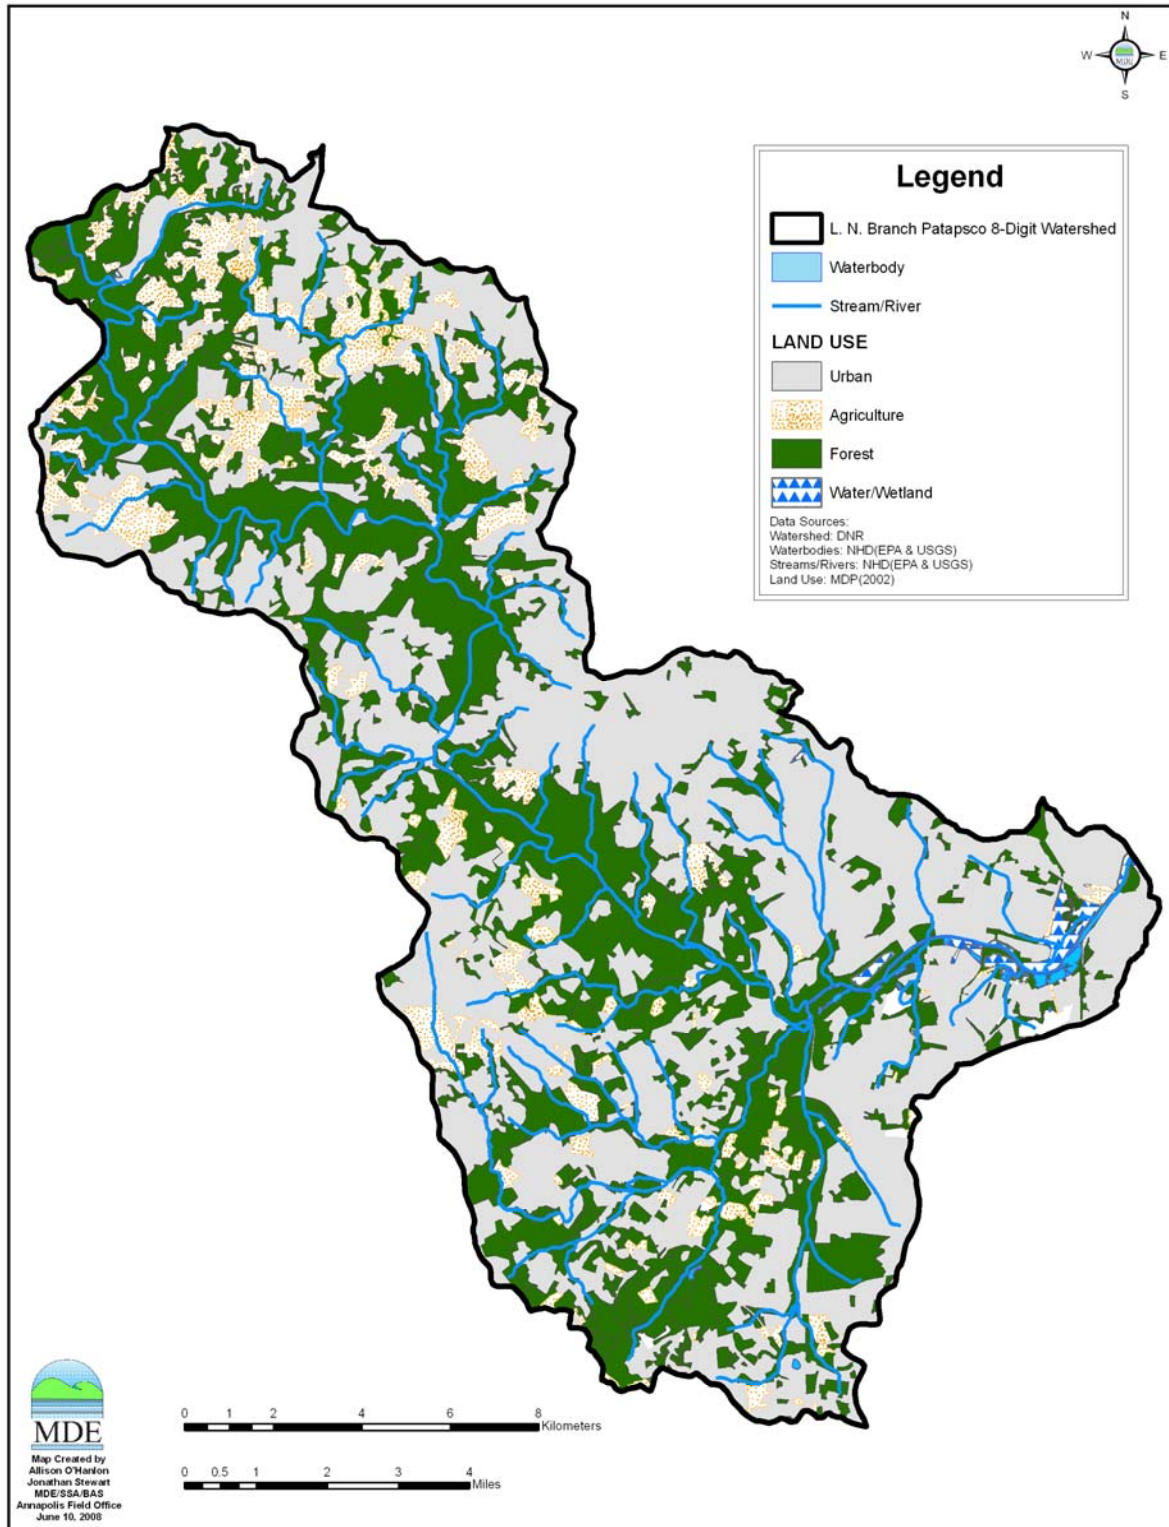 N
W
E
MDE
S
Legend
L. N. Branch Patapsco 8-Digit Watershed
Waterbody
Stream/River
LAND USE
Urban
Agriculture
Forest
Water/Wetland
Data Sources:
Watershed: DNR
Waterbodies: NHD(EPA & USGS)
Streams/Rivers: NHD(EPA & USGS)
Land Use: MDP(2002)
MDE
Map Created by
Allison O'Hanlon
Jonathan Stewart
MDE/SSA/BAS
Annapolis Field Office
June 10, 2008
0 1 2 4 6 8
Kilometers
0 0.5 1 2 3 4
Miles